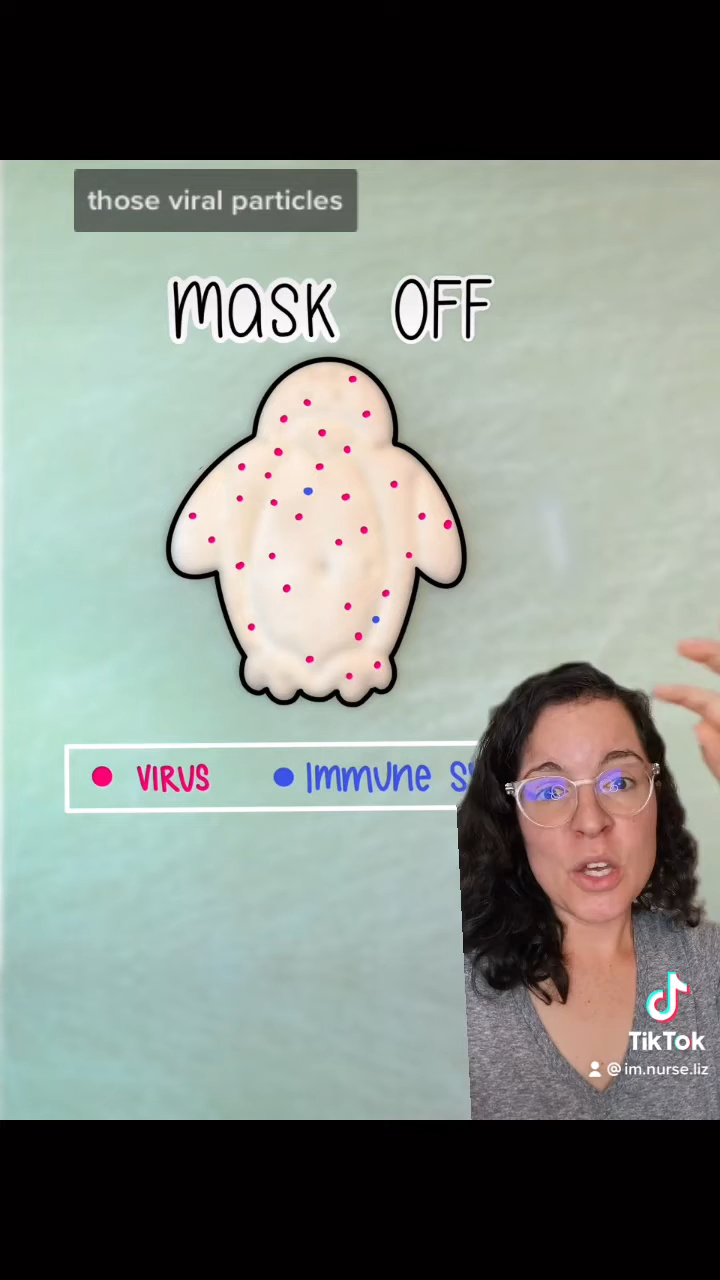 those viral particles
mask OFF
VIRUS
Immune
TikTok
@im.nurse.liz